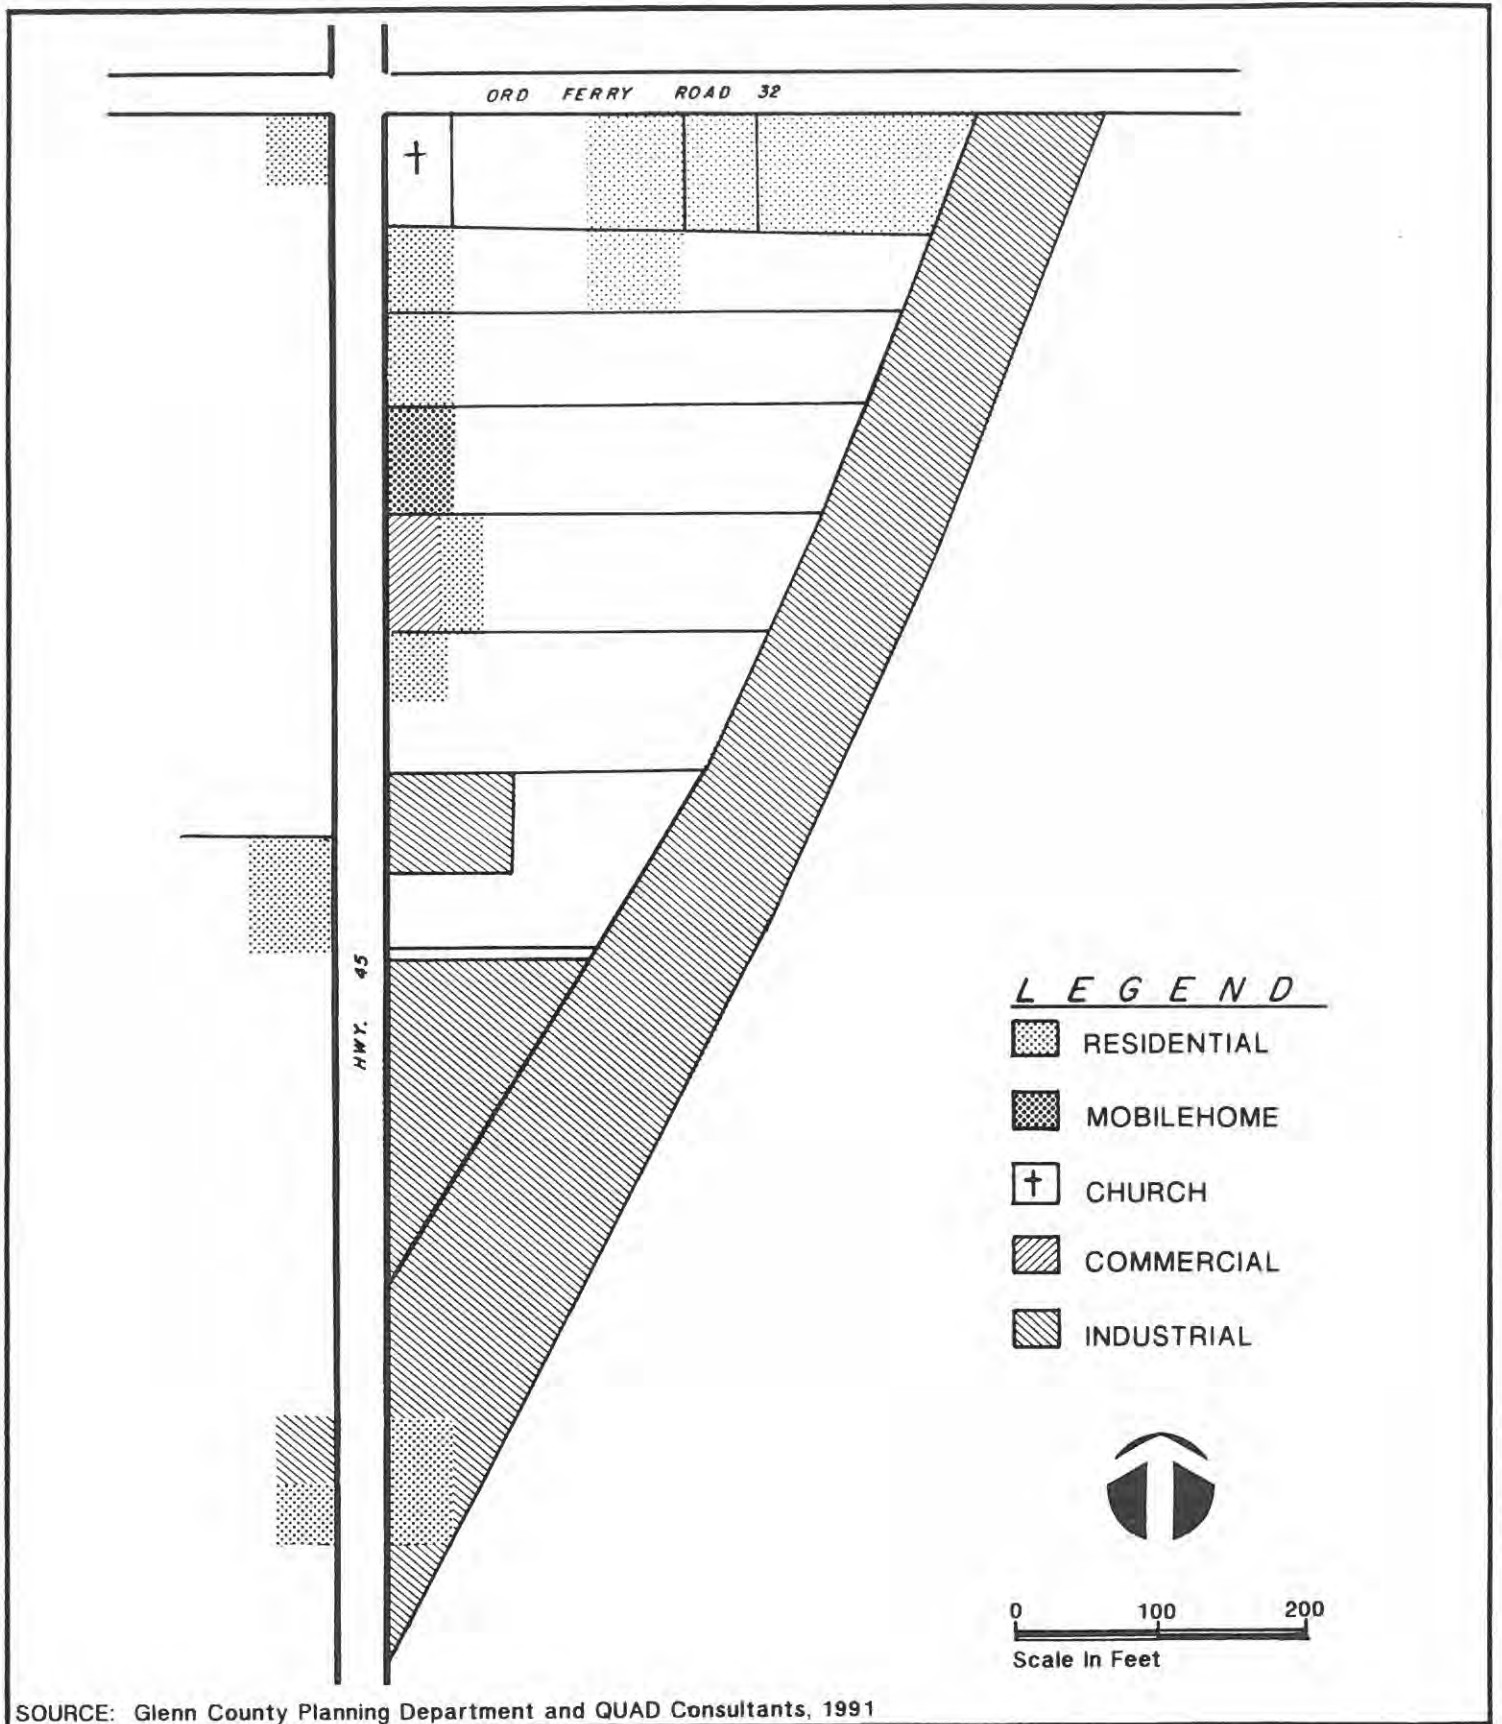 ORD FERRY ROAD 32
HWY. 45
LEGEND
RESIDENTIAL
MOBILEHOME
CHURCH
COMMERCIAL
INDUSTRIAL
0 100 200
Scale In Feet
SOURCE: Glenn County Planning Department and QUAD Consultants, 1991